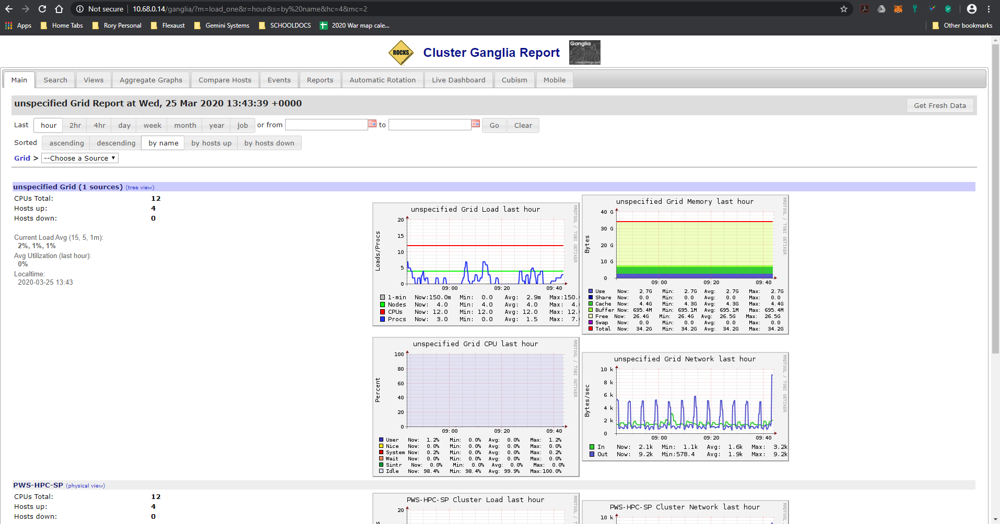 Not secure | 10.68.0.14/ganglia/?m=load_one&r=hour&s=by%20name&hc=4&mc=2
Apps Home Tabs Rory Personal Flexaust Gemini Systems SCHOOLDOCS 2020 War map cale... Other bookmarks
ROCKS Cluster Ganglia Report Ganglia
sourceforge.net
Main Search Views Aggregate Graphs Compare Hosts Events Reports Automatic Rotation Live Dashboard Cubism Mobile
unspecified Grid Report at Wed, 25 Mar 2020 13:43:39 +0000 Get Fresh Data
Last hour 2hr 4hr day week month year job or from to Go Clear
Sorted ascending descending by name by hosts up by hosts down
Grid > --Choose a Source
unspecified Grid (1 sources) (tree view)
CPUs Total: 12
Hosts up: 4
Hosts down: 0
Current Load Avg (15, 5, 1m):
2%, 1%, 1%
Avg Utilization (last hour):
0%
Localtime:
2020-03-25 13:43
unspecified Grid Load last hour
RRDTOOL / TOBI OETIKER
Loads/Procs
20
15
10
5
0
09:00 09:20 09:40
1-min Now:150.0m Min: 0.0 Avg: 2.9m Max:150.
Nodes Now: 4.0 Min: 4.0 Avg: 4.0 Max: 4.
CPUs Now: 12.0 Min: 12.0 Avg: 12.0 Max: 12.
Procs Now: 3.0 Min: 0.0 Avg: 1.5 Max: 7.
unspecified Grid Memory last hour
RRDTOOL / TOBI OETIKER
Bytes
40 G
30 G
20 G
10 G
0
09:00 09:20 09:40
Use Now: 2.7G Min: 2.7G Avg: 2.7G Max: 2.7G
Share Now: 0.0 Min: 0.0 Avg: 0.0 Max: 0.0
Cache Now: 4.4G Min: 4.3G Avg: 4.3G Max: 4.4G
Buffer Now: 695.4M Min: 695.1M Avg: 695.1M Max: 695.4M
Free Now: 26.4G Min: 26.4G Avg: 26.5G Max: 26.5G
Swap Now: 0.0 Min: 0.0 Avg: 0.0 Max: 0.0
Total Now: 34.2G Min: 34.2G Avg: 34.2G Max: 34.2G
unspecified Grid CPU last hour
RRDTOOL / TOBI OETIKER
Percent
100
80
60
40
20
0
09:00 09:20 09:40
User Now: 1.2% Min: 0.0% Avg: 0.0% Max: 1.2%
Nice Now: 0.0% Min: 0.0% Avg: 0.0% Max: 0.0%
System Now: 0.2% Min: 0.0% Avg: 0.0% Max: 0.2%
Wait Now: 0.0% Min: 0.0% Avg: 0.0% Max: 0.0%
Sintr Now: 0.0% Min: 0.0% Avg: 0.0% Max: 0.0%
Idle Now: 98.4% Min: 98.4% Avg: 99.9% Max:100.0%
unspecified Grid Network last hour
RRDTOOL / TOBI OETIKER
Bytes/sec
10 k
8 k
6 k
4 k
2 k
0
09:00 09:20 09:40
In Now: 2.1k Min: 1.1k Avg: 1.6k Max: 3.2k
Out Now: 9.2k Min:578.4 Avg: 1.9k Max: 9.2k
PWS-HPC-SP (physical view)
CPUs Total: 12
Hosts up: 4
Hosts down: 0
PWS-HPC-SP Cluster Load last hour
20
PWS-HPC-SP Cluster Network last hour
10 k